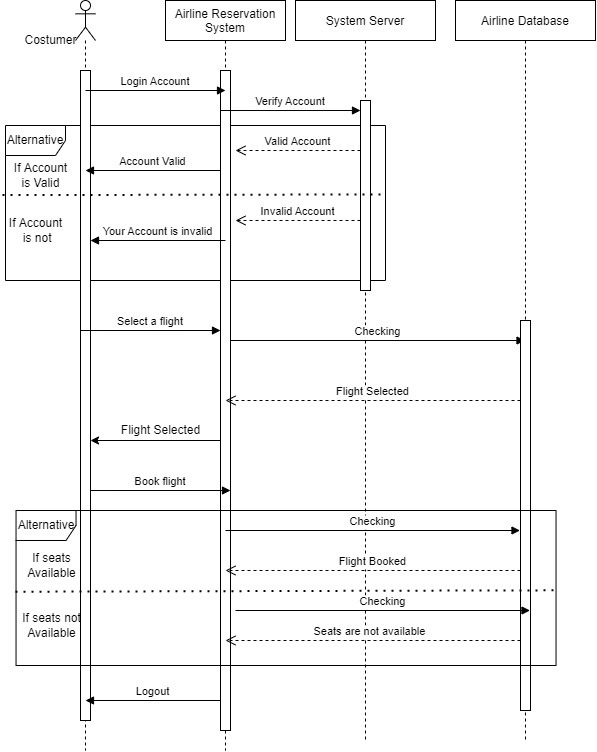 Costumer
Airline Reservation
System
System Server
Airline Database
Login Account
Verify Account
Alternative
Valid Account
If Account
is Valid
Account Valid
Invalid Account
If Account
is not
Your Account is invalid
Select a flight
Checking
Flight Selected
Flight Selected
Book flight
Alternative
Checking
If seats
Available
Flight Booked
Checking
If seats not
Available
Seats are not available
Logout